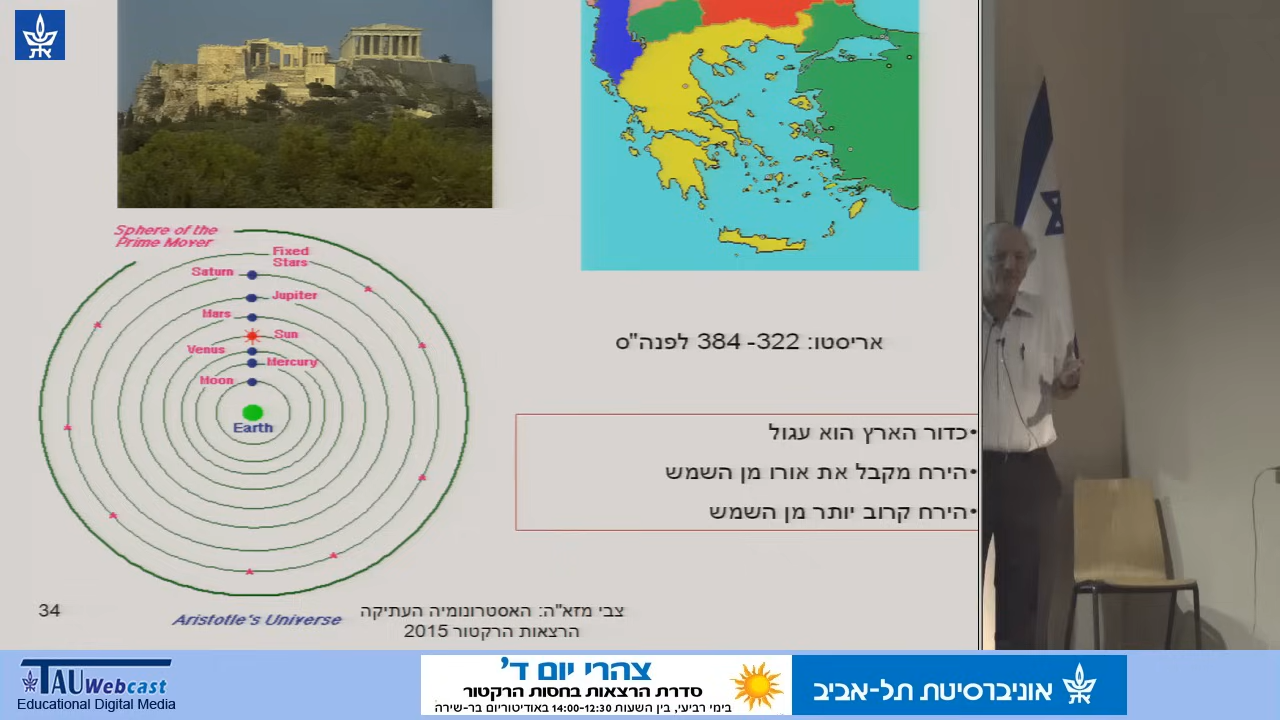 Sphere of the
Prime Mover
Fixed
Stars
Saturn
Jupiter
Mars
Sun
Venus
Mercury
Moon
Earth
Aristotle's Universe
אריסטו: 322- 384 לפנה"ס
•כדור הארץ הוא עגול
•הירח מקבל את אורו מן השמש
•הירח קרוב יותר מן השמש
34
צבי מזא"ה: האסטרונומיה העתיקה
הרצאות הרקטור 2015
TAU Webcast
Educational Digital Media
צהרי יום ד'
סדרת הרצאות בחסות הרקטור
בימי רביעי, בין השעות 14:00-12:30 באודיטוריום בר-שירה
אוניברסיטת תל-אביב